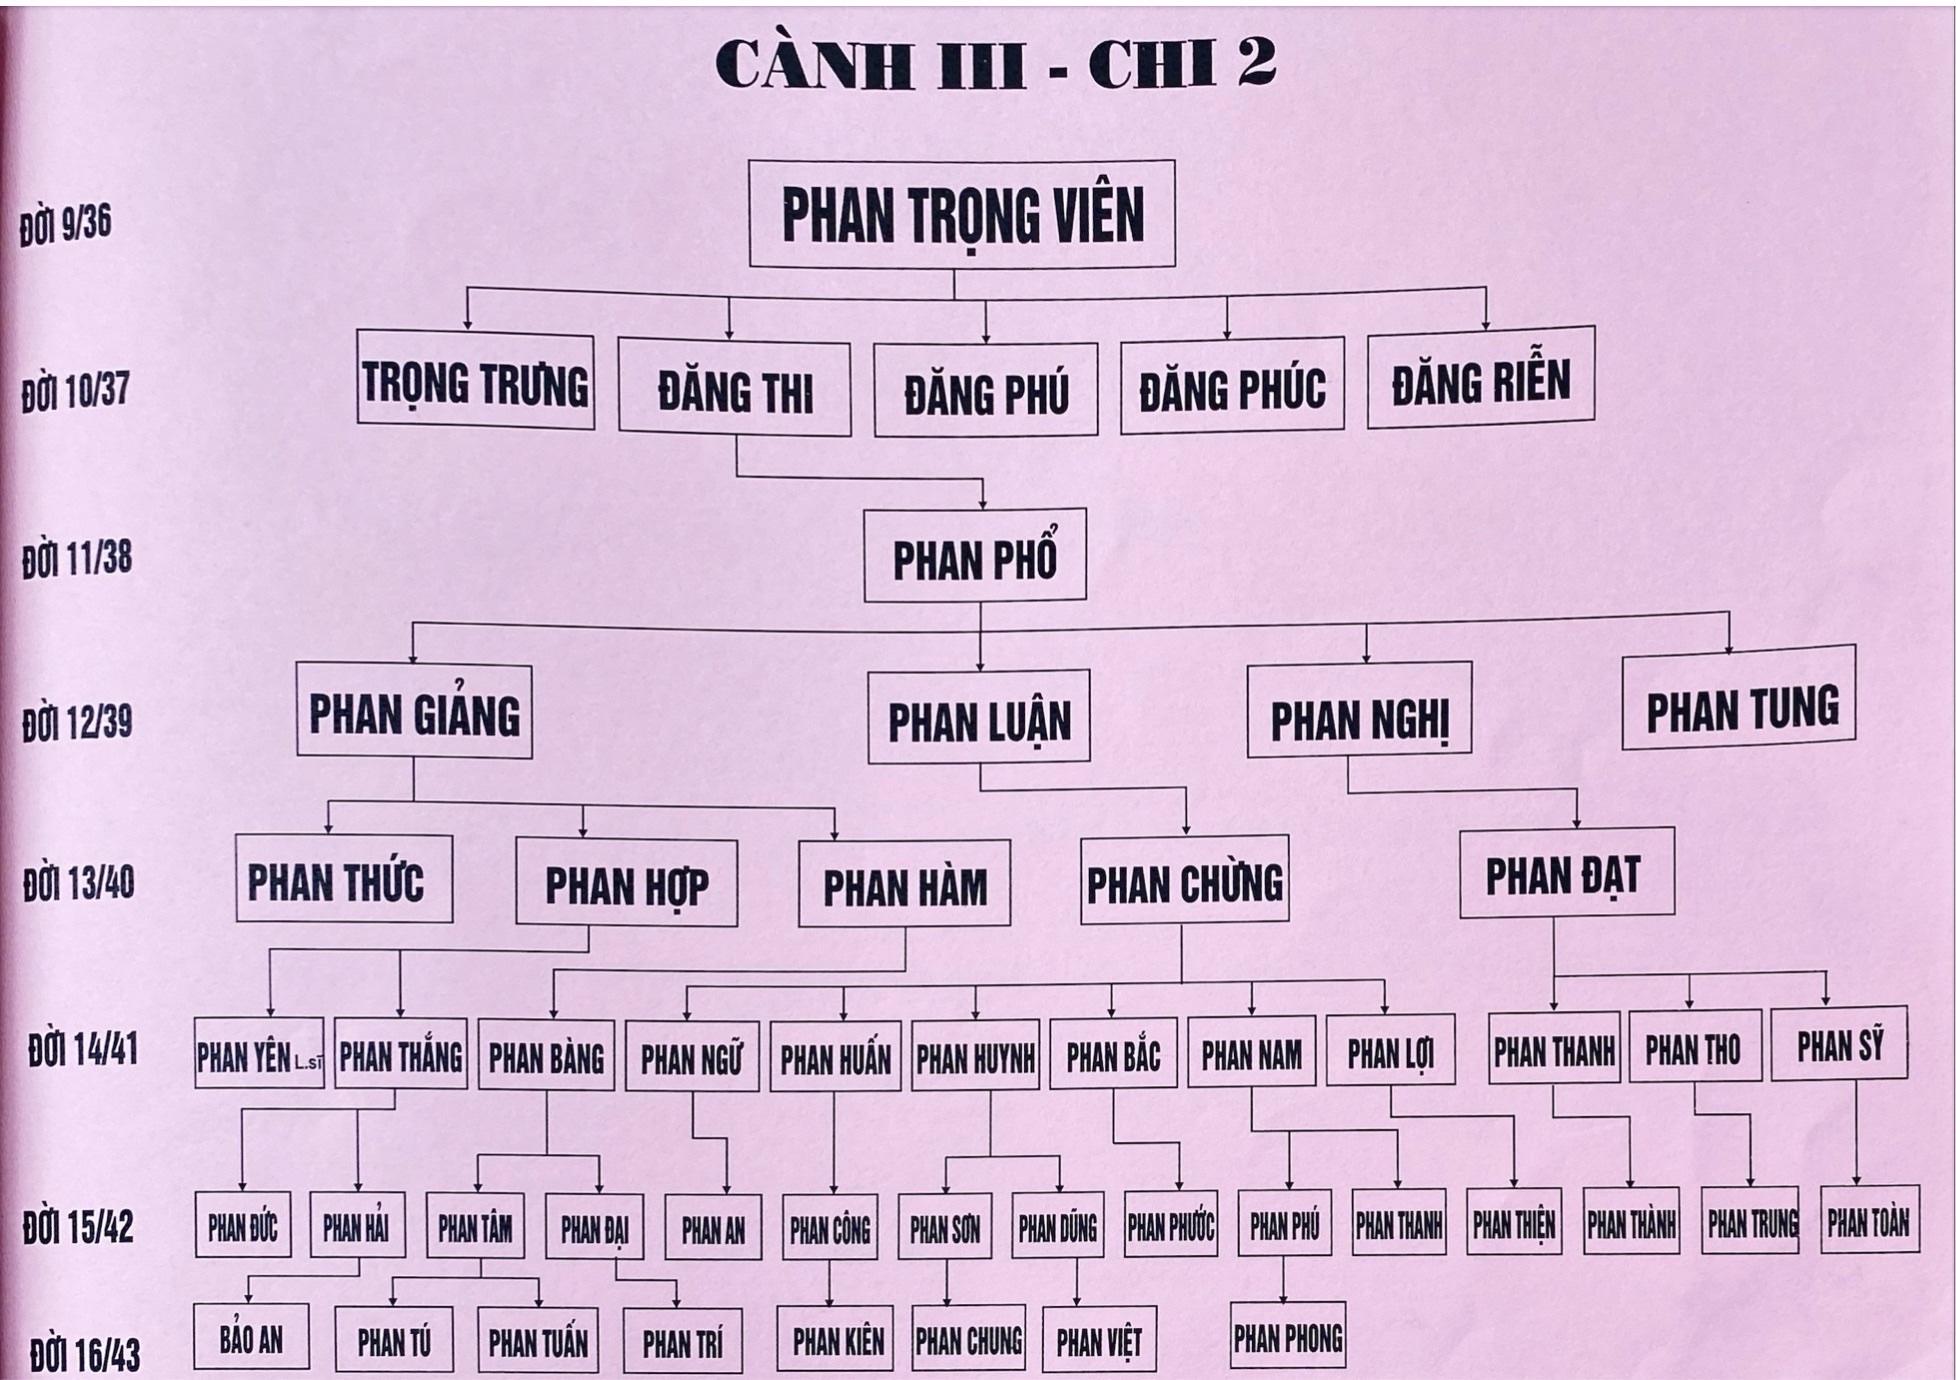 CÀNH III - CHI 2
ĐỜI 9/36
PHAN TRỌNG VIÊN
ĐỜI 10/37
TRỌNG TRƯNG
ĐĂNG THI
ĐĂNG PHÚ
ĐĂNG PHÚC
ĐĂNG RIỄN
ĐỜI 11/38
PHAN PHỔ
ĐỜI 12/39
PHAN GIẢNG
PHAN LUẬN
PHAN NGHỊ
PHAN TUNG
ĐỜI 13/40
PHAN THỨC
PHAN HỢP
PHAN HÀM
PHAN CHỪNG
PHAN ĐẠT
ĐỜI 14/41
PHAN YÊN L.sĩ
PHAN THẮNG
PHAN BÀNG
PHAN NGỮ
PHAN HUẤN
PHAN HUYNH
PHAN BẮC
PHAN NAM
PHAN LỢI
PHAN THANH
PHAN THO
PHAN SỸ
ĐỜI 15/42
PHAN ĐỨC
PHAN HẢI
PHAN TÂM
PHAN ĐẠI
PHAN AN
PHAN CÔNG
PHAN SƠN
PHAN DŨNG
PHAN PHƯỚC
PHAN PHÚ
PHAN THANH
PHAN THIỆN
PHAN THÀNH
PHAN TRUNG
PHAN TOÀN
ĐỜI 16/43
BẢO AN
PHAN TÚ
PHAN TUẤN
PHAN TRÍ
PHAN KIÊN
PHAN CHUNG
PHAN VIỆT
PHAN PHONG